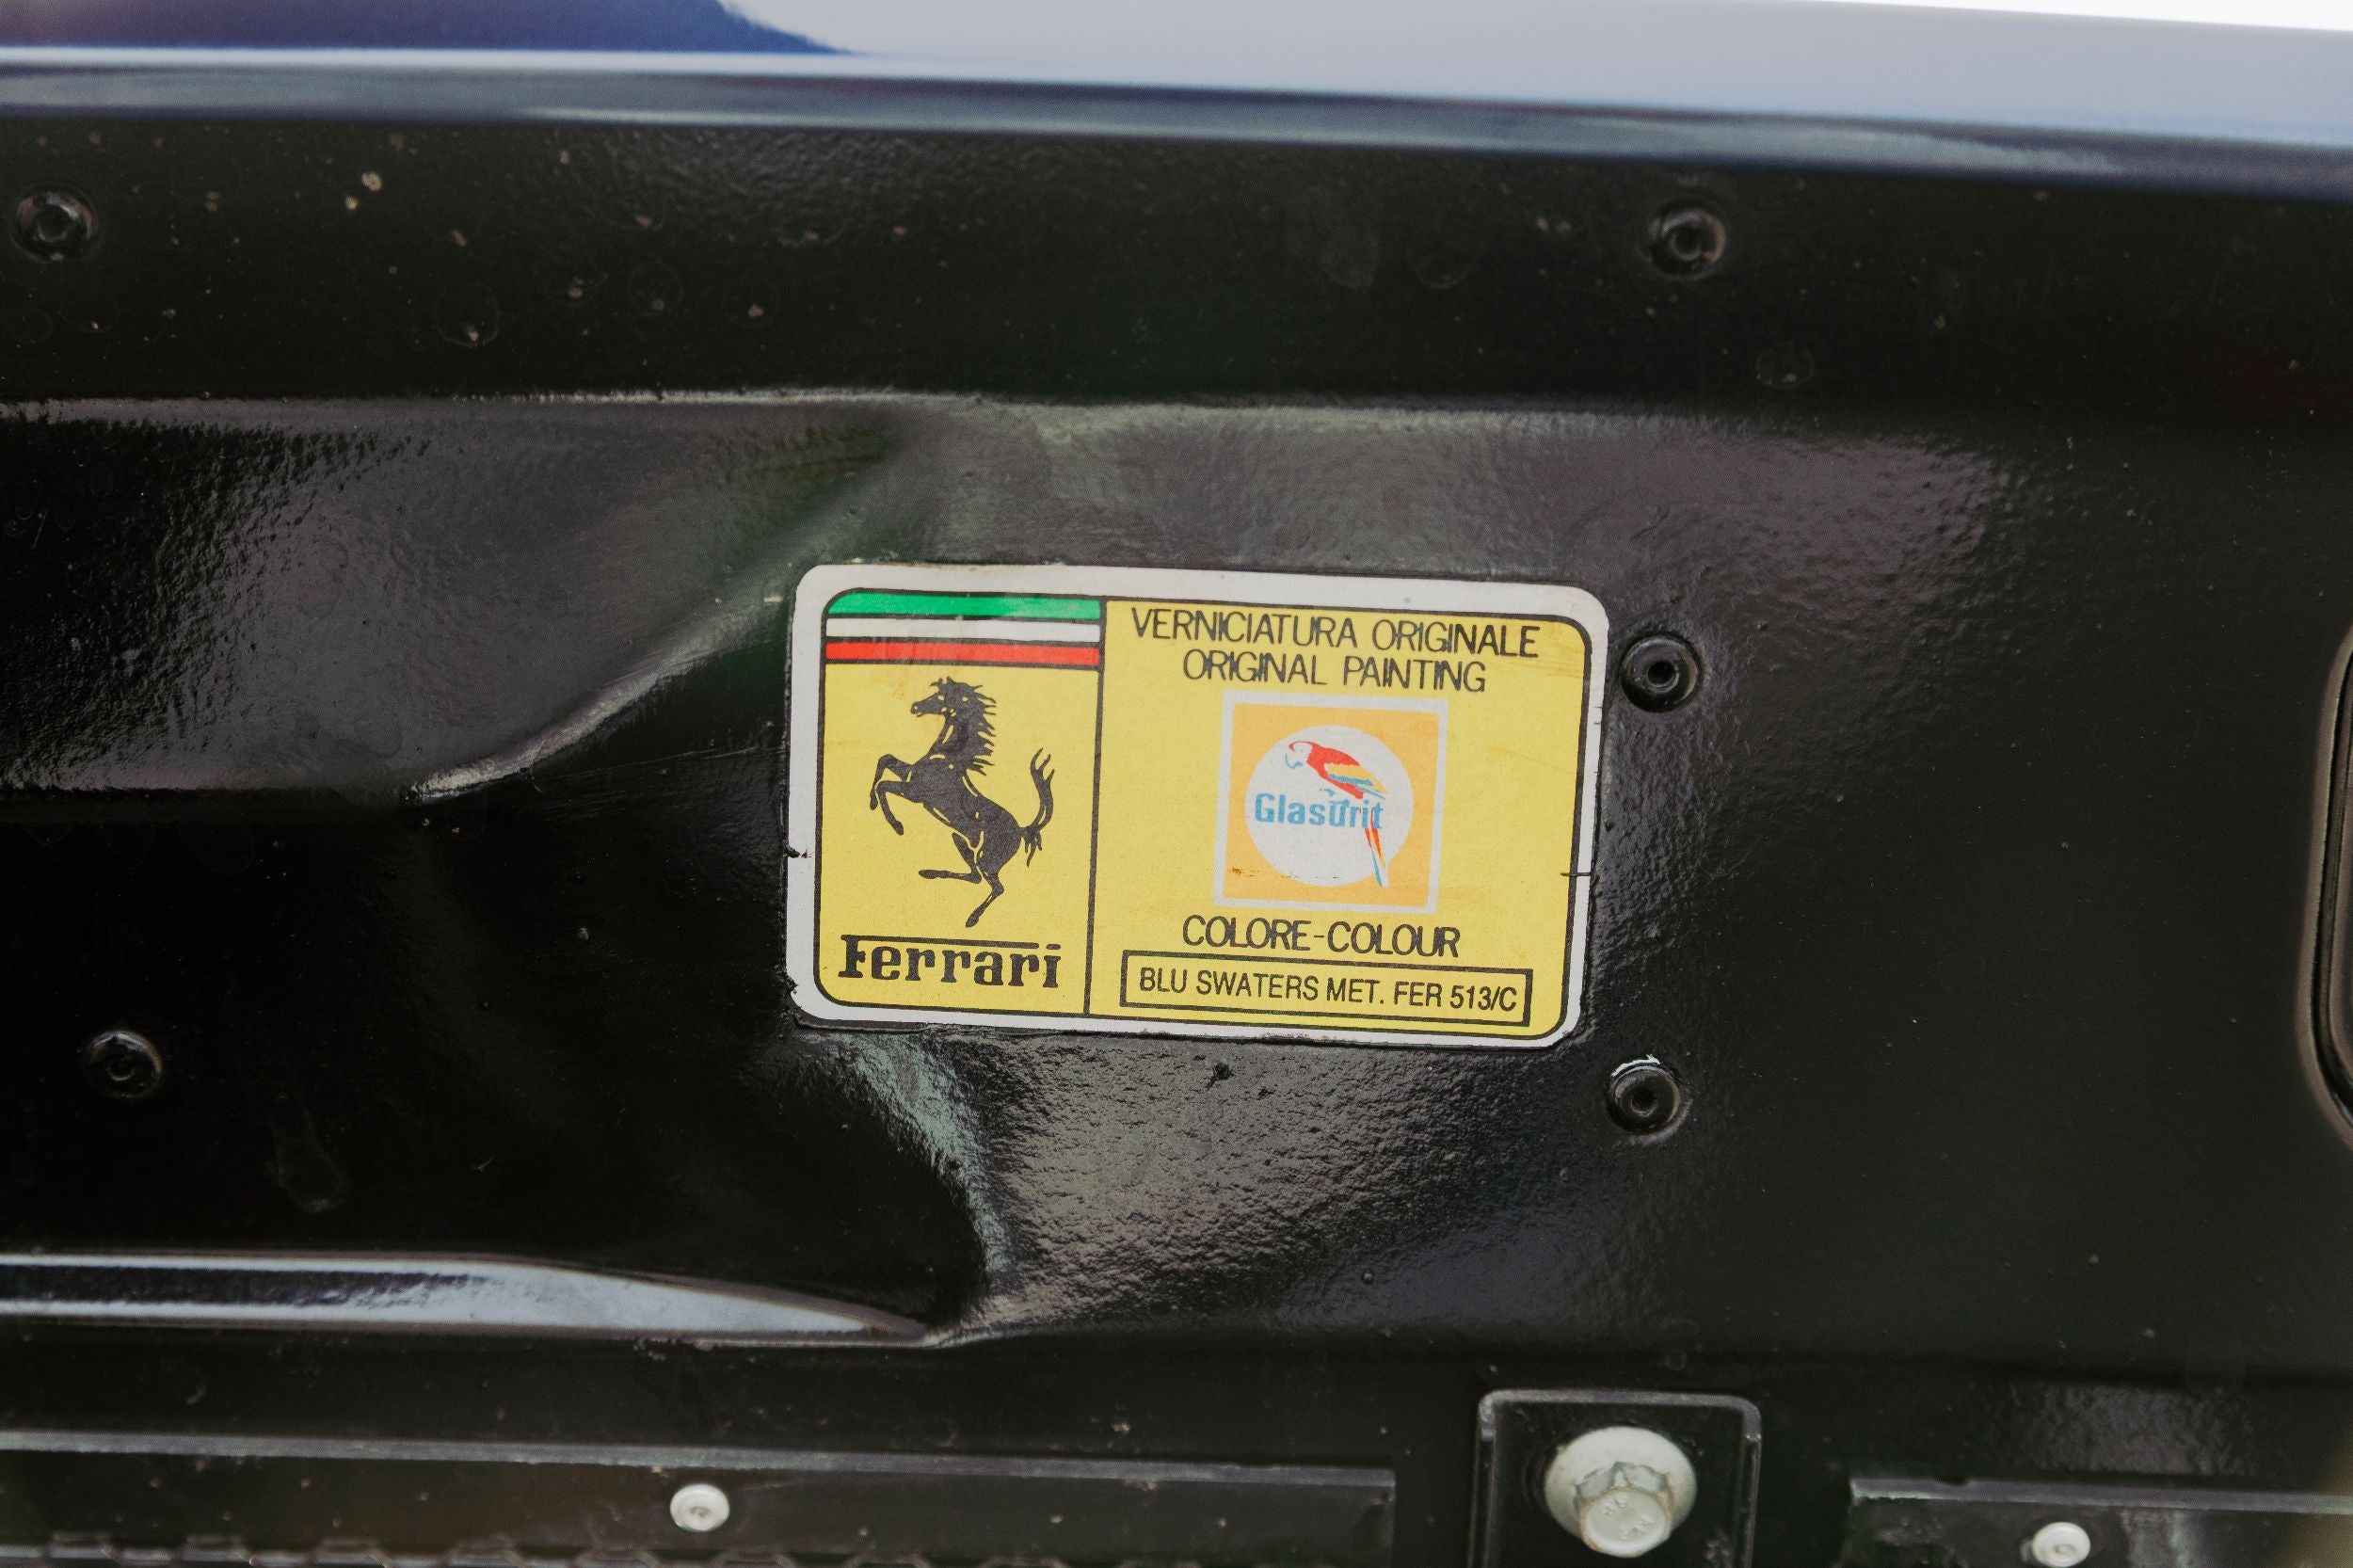 VERNICIATURA ORIGINALE
ORIGINAL PAINTING
Glasurit
COLORE-COLOUR
BLU SWATERS MET. FER 513/C
Ferrari